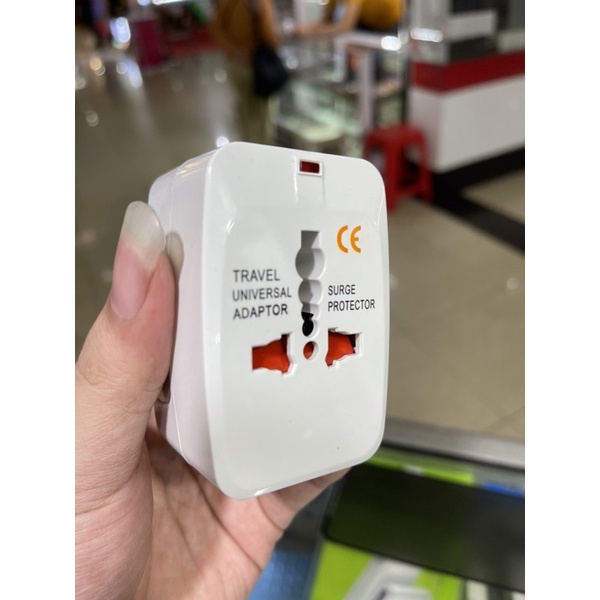 CE
TRAVEL
UNIVERSAL
ADAPTOR
SURGE
PROTECTOR